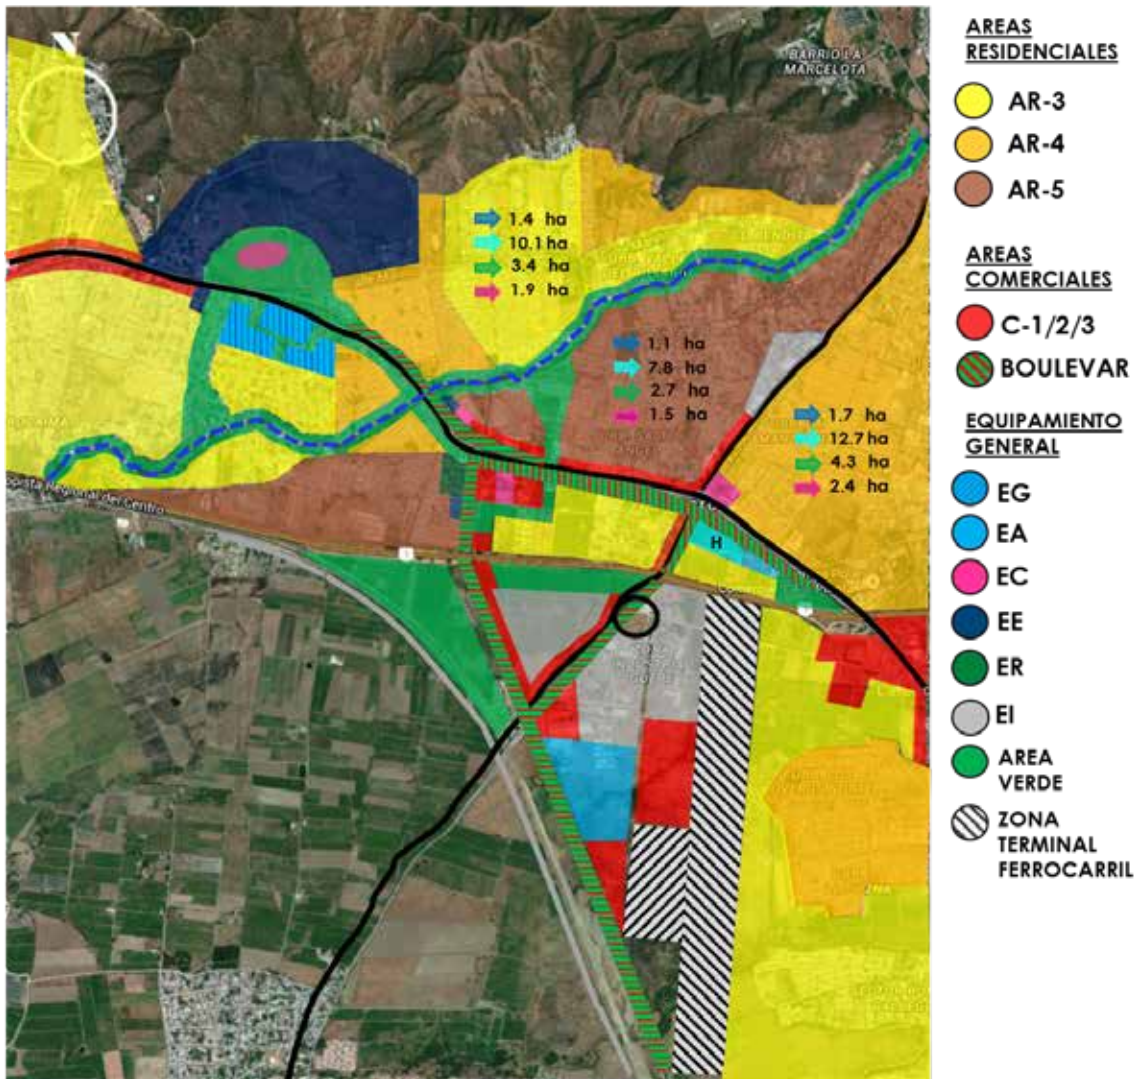 N
BARRIO LA
MARCELOTA
1.4 ha
10.1 ha
3.4 ha
1.9 ha
1.1 ha
7.8 ha
2.7 ha
1.5 ha
1.7 ha
12.7 ha
4.3 ha
2.4 ha
Regional del Centro
H
AREAS
RESIDENCIALES
AR-3
AR-4
AR-5
AREAS
COMERCIALES
C-1/2/3
BOULEVAR
EQUIPAMIENTO
GENERAL
EG
EA
EC
EE
ER
EI
AREA
VERDE
ZONA
TERMINAL
FERROCARRIL